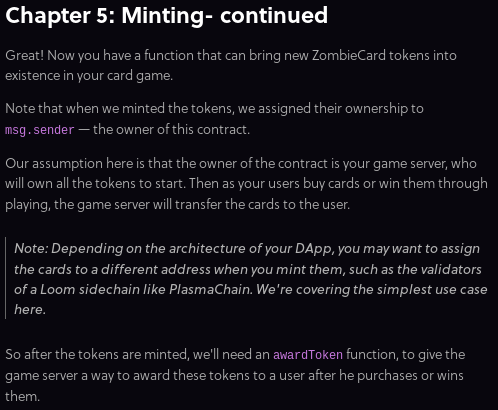 Chapter 5: Minting- continued
Great! Now you have a function that can bring new ZombieCard tokens into
existence in your card game.
Note that when we minted the tokens, we assigned their ownership to
msg.sender — the owner of this contract.
Our assumption here is that the owner of the contract is your game server, who
will own all the tokens to start. Then as your users buy cards or win them through
playing, the game server will transfer the cards to the user.
Note: Depending on the architecture of your DApp, you may want to assign
the cards to a different address when you mint them, such as the validators
of a Loom sidechain like PlasmaChain. We're covering the simplest use case
here.
So after the tokens are minted, we'll need an awardToken function, to give the
game server a way to award these tokens to a user after he purchases or wins
them.